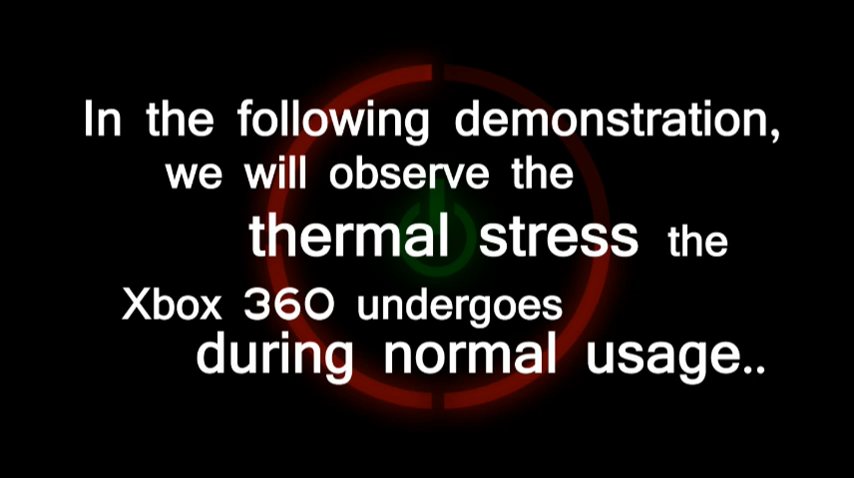 In the following demonstration,
we will observe the
thermal stress the
Xbox 360 undergoes
during normal usage..